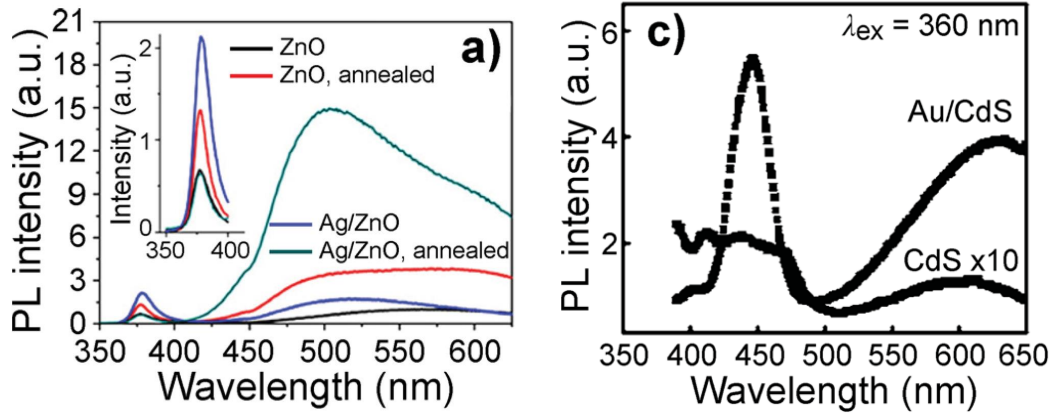 a)
PL intensity (a.u.)
21
18
15
12
9
6
3
0
350 400 450 500 550 600
Wavelength (nm)
Intensity (a.u.)
2
1
0
350 400
ZnO
ZnO, annealed
Ag/ZnO
Ag/ZnO, annealed
c)
λex = 360 nm
PL intensity (a.u.)
6
4
2
Au/CdS
CdS x10
350 400 450 500 550 600 650
Wavelength (nm)